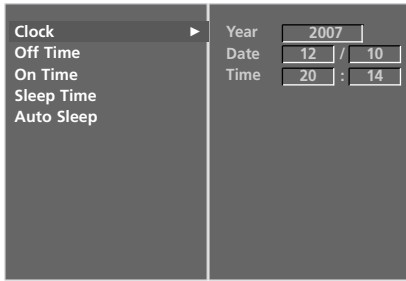 Clock ►
Off Time
On Time
Sleep Time
Auto Sleep
Year 2007
Date 12 / 10
Time 20 : 14